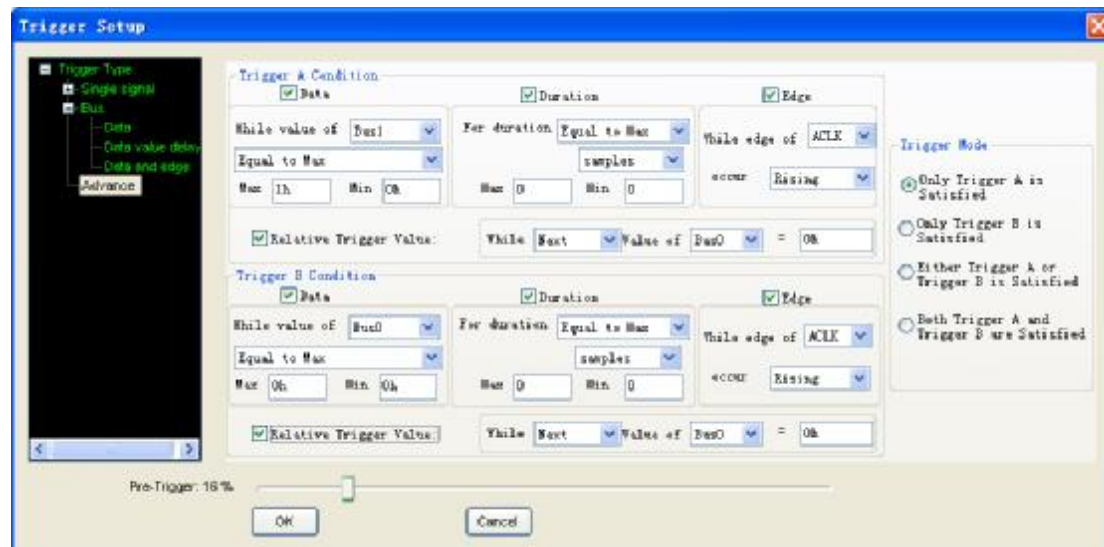 Trigger Setup
Trigger Type
Single signal
Bus
Data
Data value delay
Data and edge
Advance
Trigger A Condition
Data
Duration
Edge
While value of Bus1
For duration Equal to Max
While edge of ACLK
Equal to Max
samples
occur Rising
Max 1h Min 0h
Max 0 Min 0
Relative Trigger Value:
While Next Value of Bus0 = 0h
Trigger B Condition
Data
Duration
Edge
While value of Bus0
For duration Equal to Max
While edge of ACLK
Equal to Max
samples
occur Rising
Max 0h Min 0h
Max 0 Min 0
Relative Trigger Value:
While Next Value of Bus0 = 0h
Trigger Mode
Only Trigger A is
Satisfied
Only Trigger B is
Satisfied
Either Trigger A or
Trigger B is Satisfied
Both Trigger A and
Trigger B are Satisfied
Pre-Trigger: 16 %
OK
Cancel